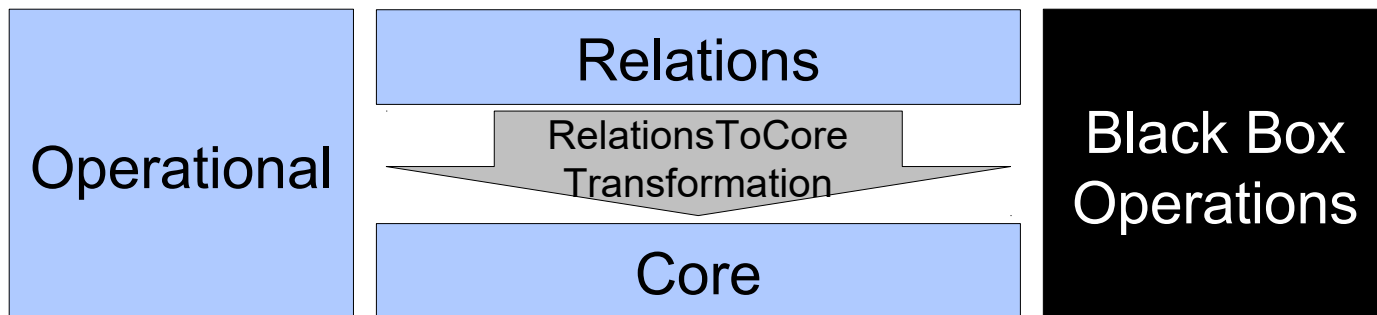 Operational
Relations
RelationsToCore
Transformation
Core
Black Box
Operations